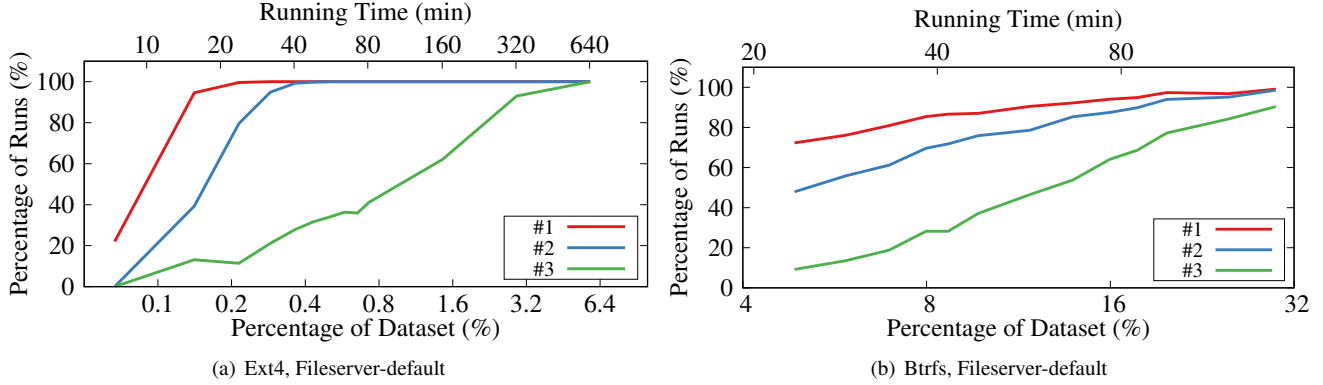 Running Time (min)
10 20 40 80 160 320 640
100
80
60
40
20
0
Percentage of Runs (%)
#1
#2
#3
0.1 0.2 0.4 0.8 1.6 3.2 6.4
Percentage of Dataset (%)
(a) Ext4, Fileserver-default
Running Time (min)
20 40 80
100
80
60
40
20
0
Percentage of Runs (%)
#1
#2
#3
4 8 16 32
Percentage of Dataset (%)
(b) Btrfs, Fileserver-default